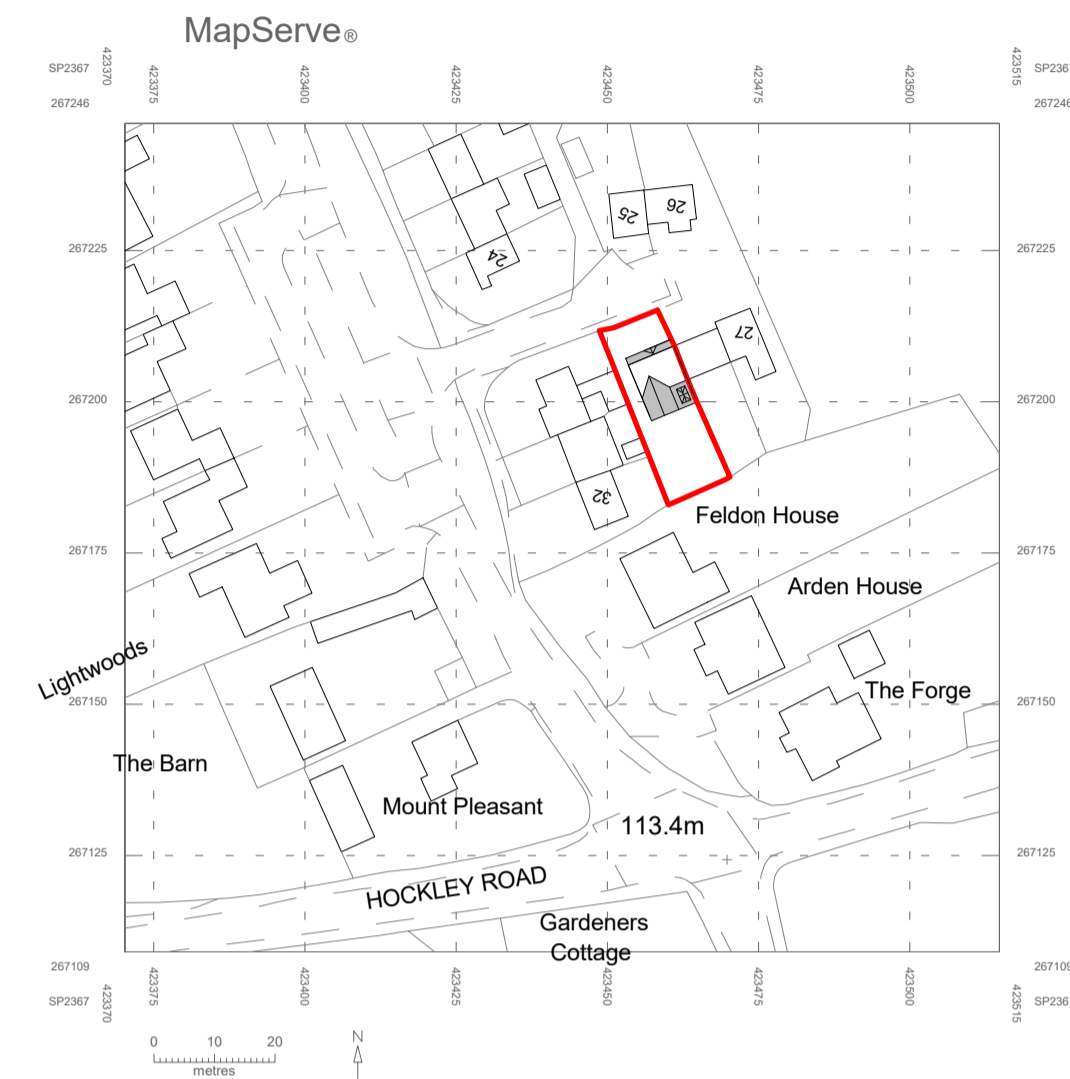 MapServe®
SP2367
423370
423375
423400
423425
423450
423475
423500
423515
SP2367
267246
267246
26
25
24
27
267225
267225
267200
267200
32
Feldon House
267175
267175
Arden House
Lightwoods
The Forge
267150
267150
The Barn
Mount Pleasant
113.4m
267125
267125
HOCKLEY ROAD
Gardeners
Cottage
267109
267109
SP2367
423370
423375
423400
423425
423450
423475
423500
423515
SP2367
0 10 20
metres
N